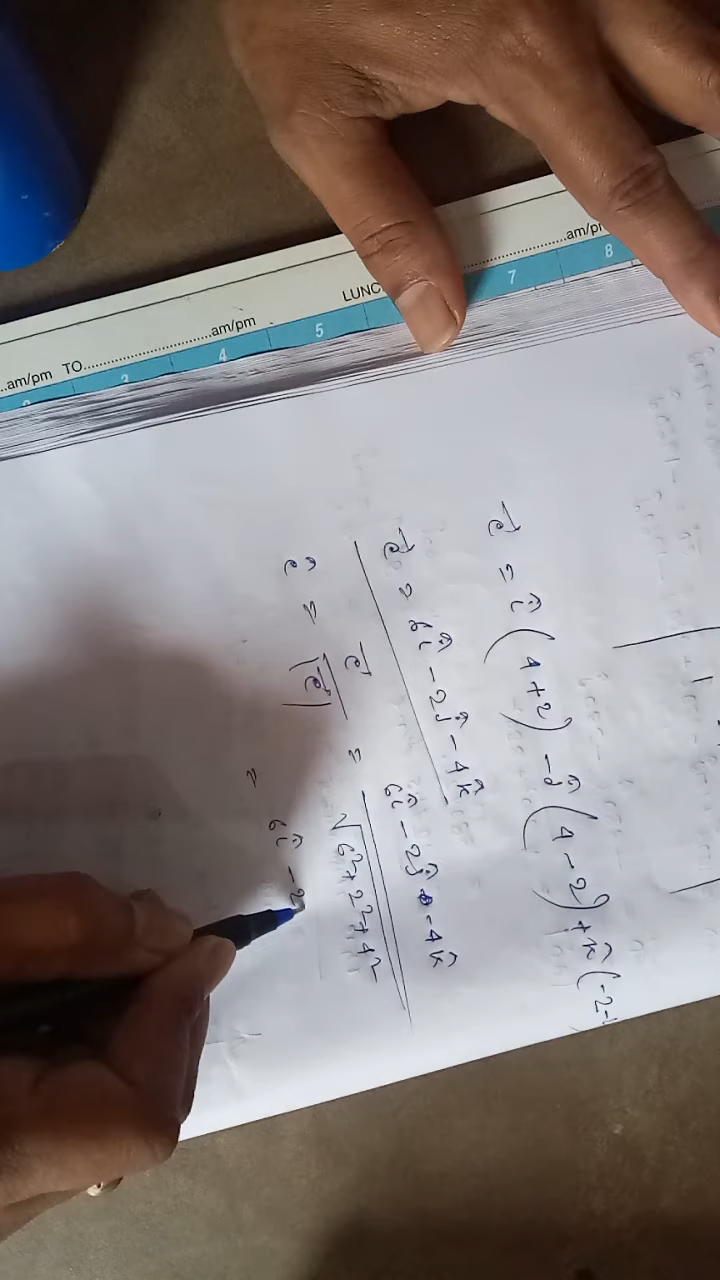 ..am/pm TO......................am/pm LUNC ......................am/pm
3 4 5 7 8
c⃗ = î(4+2) -ĵ(4-2)+k̂(-2-
c⃗ = 6î-2ĵ-4k̂
ĉ = c⃗/|c⃗| = 6î-2ĵ-4k̂/√6²+2²+4²
= 6î-2